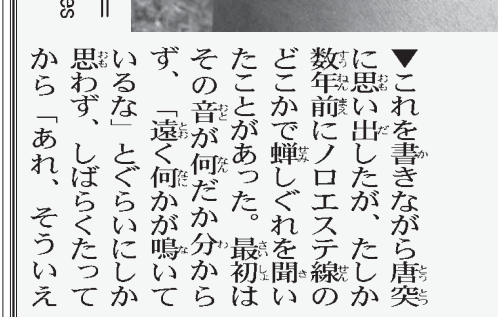 ▼これを書きながら唐突
に思い出したが、たしか
数年前にノロエステ線の
どこかで蝉しぐれを聞い
たことがあった。最初は
その音が何だか分から
ず、「遠く何かが鳴いて
いるな」とぐらいにしか
思わず、しばらくたって
から「あれ、そういえ